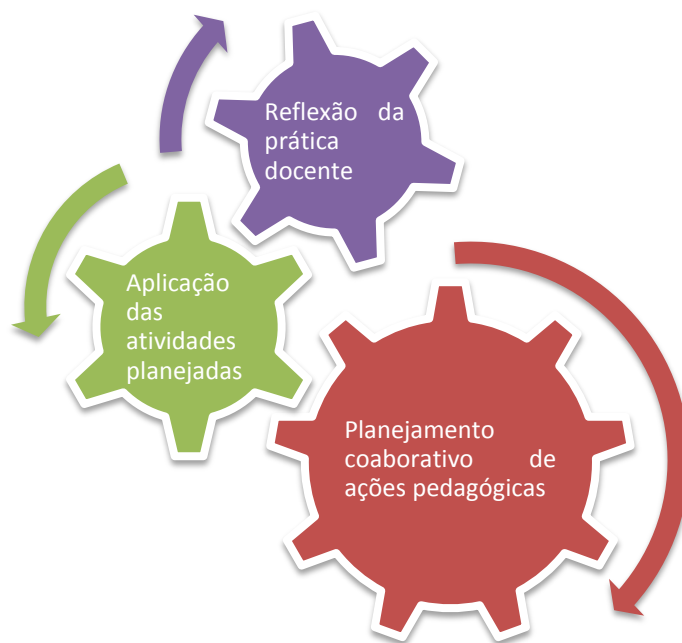 Reflexão da
prática
docente
Aplicação
das
atividades
planejadas
Planejamento
coaborativo de
ações pedagógicas